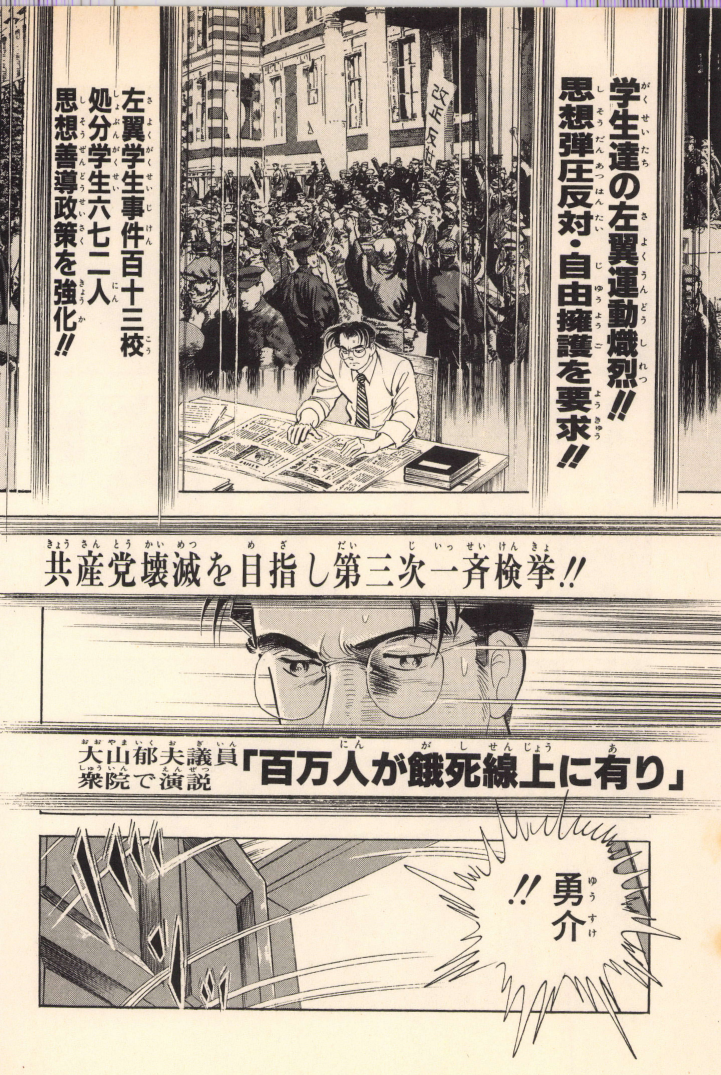 学生達の左翼運動熾烈!!
思想弾圧反対・自由擁護を要求!!
左翼学生事件百十三校
処分学生六七二人
思想善導政策を強化!!
共産党壊滅を目指し第三次一斉検挙!!
大山郁夫議員
衆院で演説
「百万人が餓死線上に有り」
勇介
!!